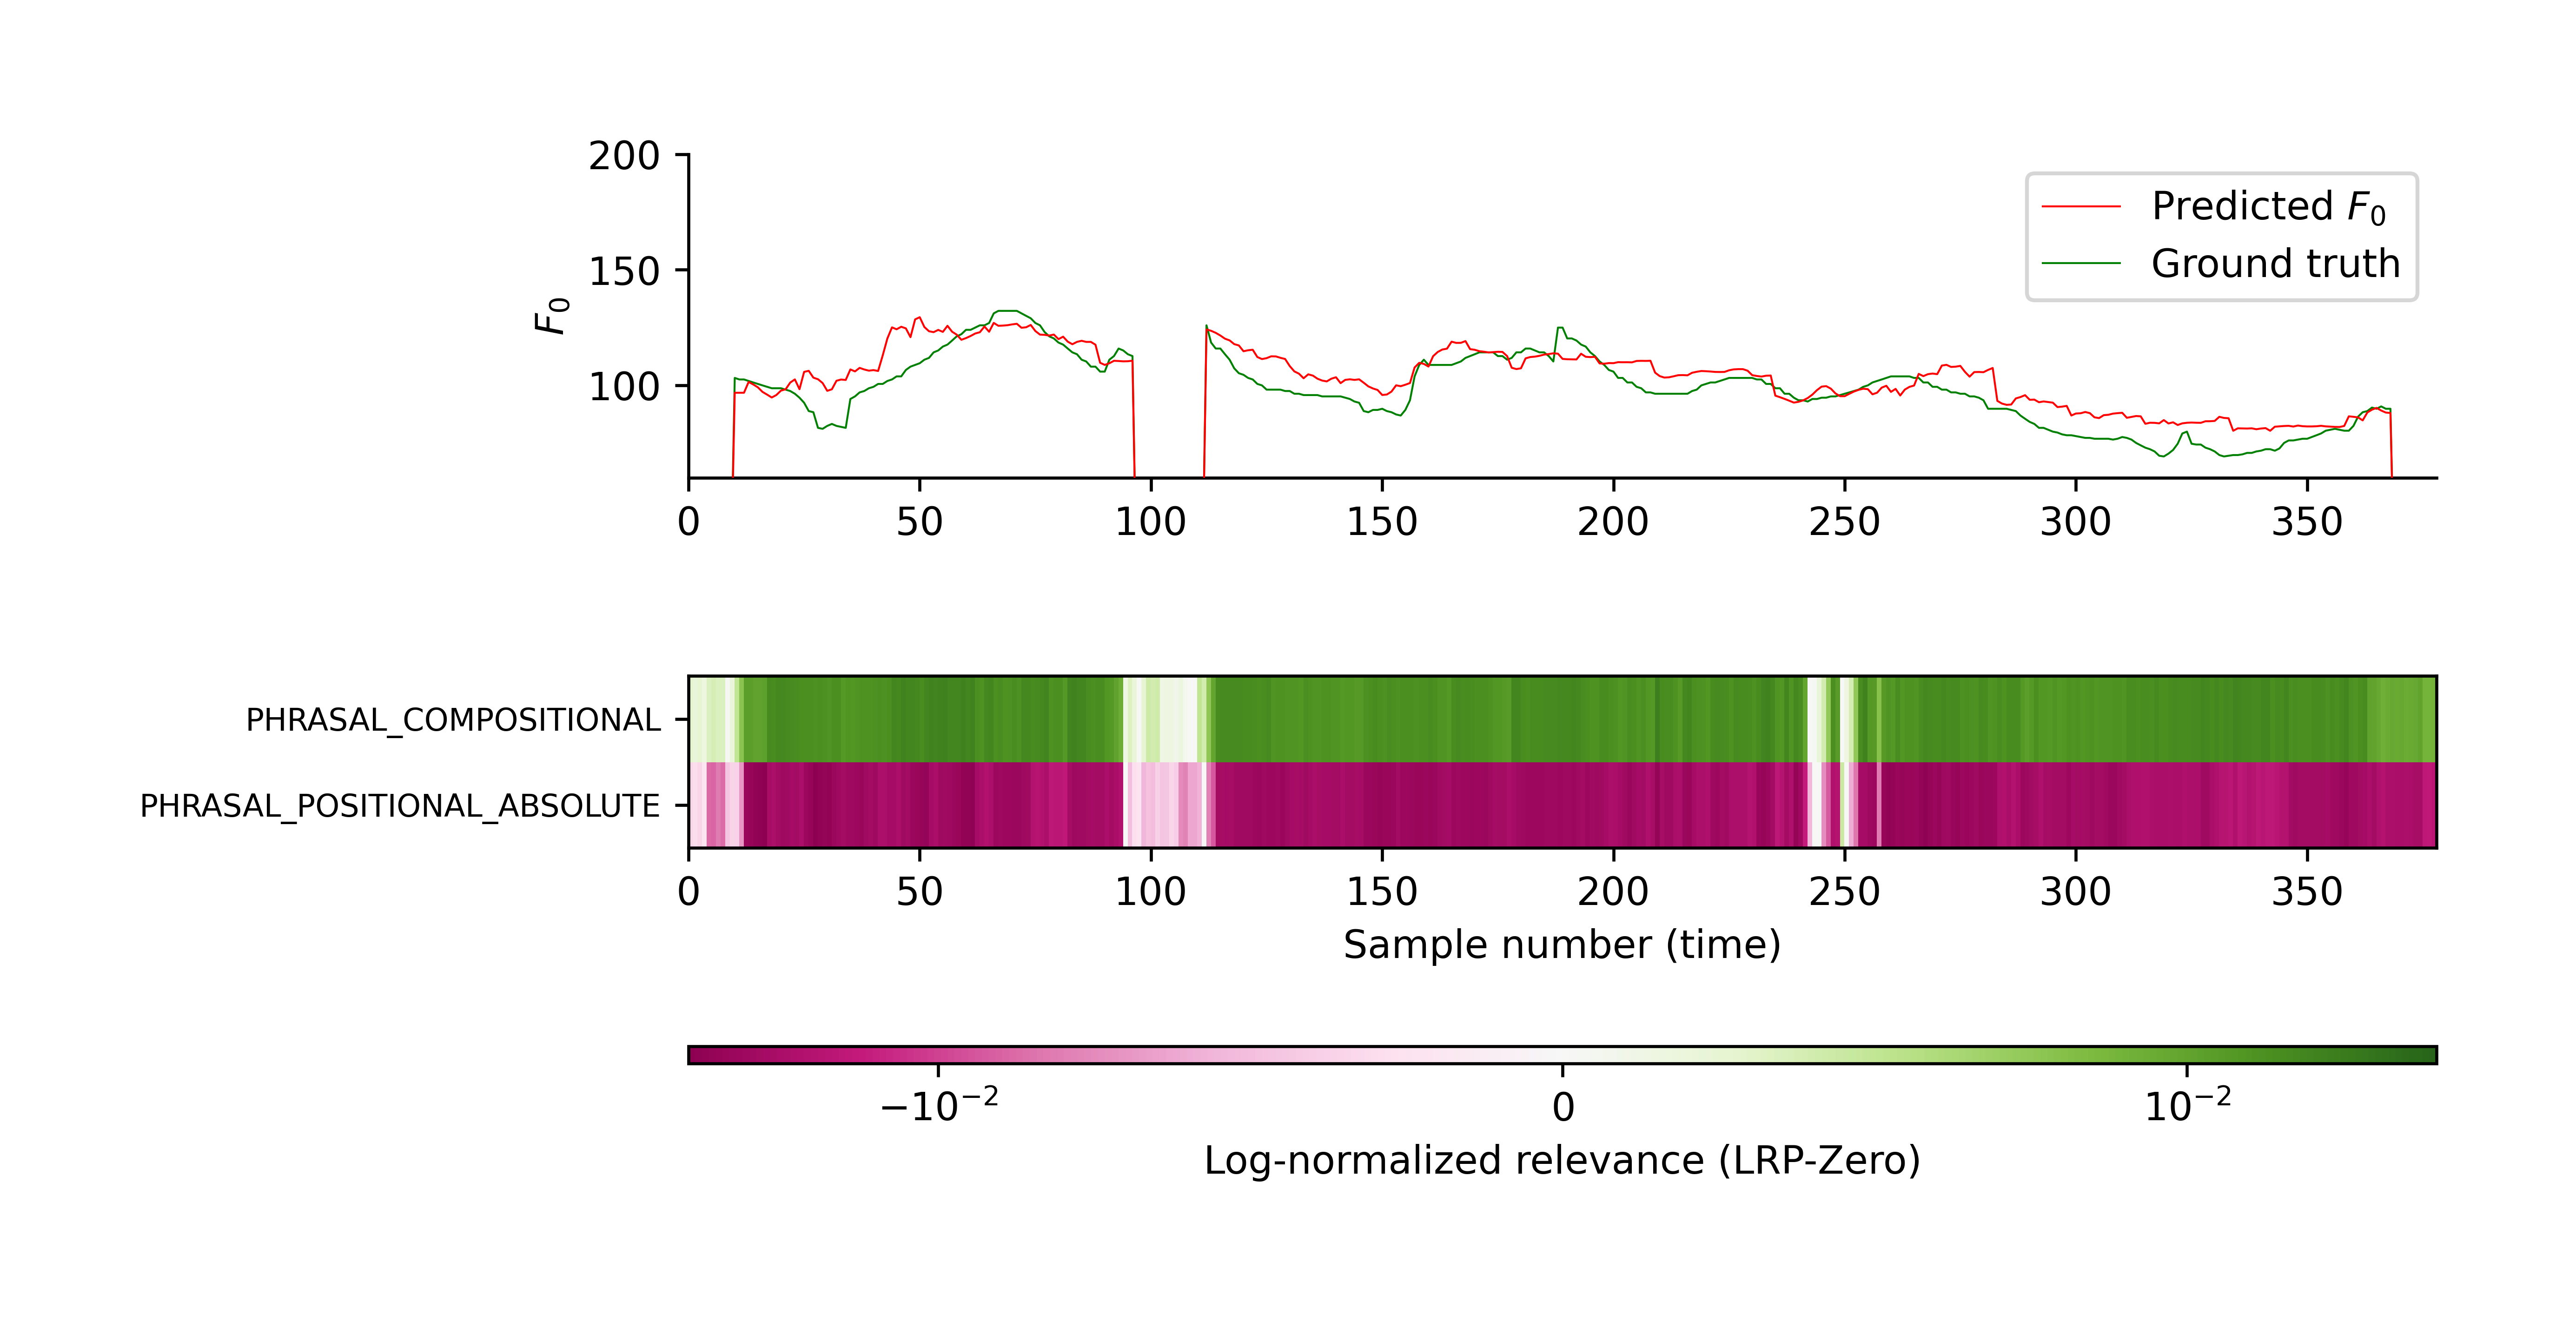 200
150
100
F₀
Predicted F₀
Ground truth
0 50 100 150 200 250 300 350
PHRASAL_COMPOSITIONAL
PHRASAL_POSITIONAL_ABSOLUTE
0 50 100 150 200 250 300 350
Sample number (time)
−10⁻² 0 10⁻²
Log-normalized relevance (LRP-Zero)